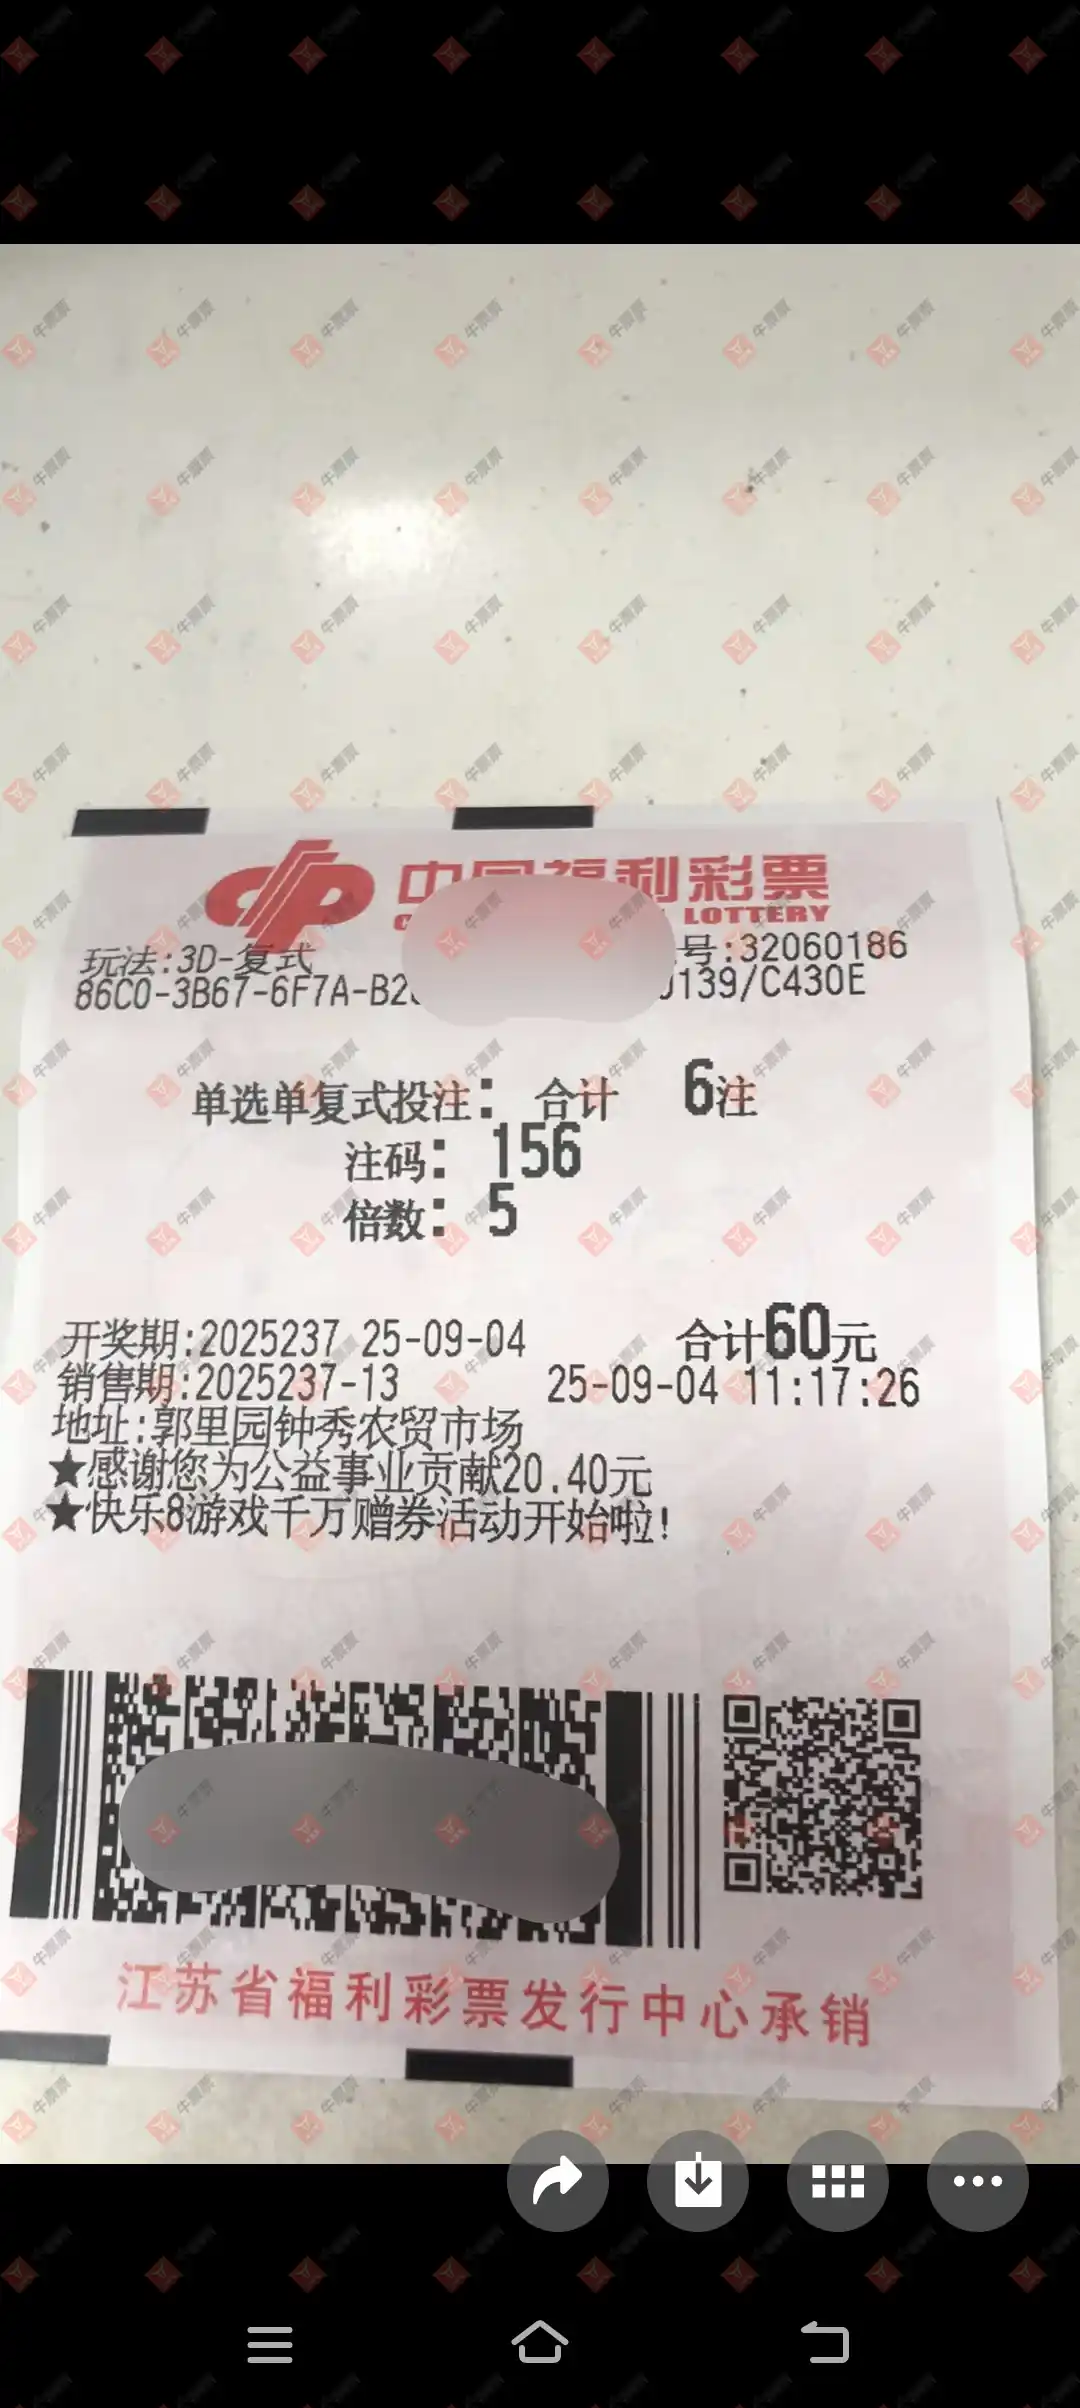 中国福利彩票
LOTTERY
玩法:3D-复式 号:32060186
86C0-3B67-6F7A-B2 0139/C430E
单选单复式投注: 合计 6注
注码: 156
倍数: 5
开奖期:2025237 25-09-04 合计60元
销售期:2025237-13 25-09-04 11:17:26
地址:郭里园钟秀农贸市场
★感谢您为公益事业贡献20.40元
★快乐8游戏千万赠券活动开始啦!
江苏省福利彩票发行中心承销
牛票票